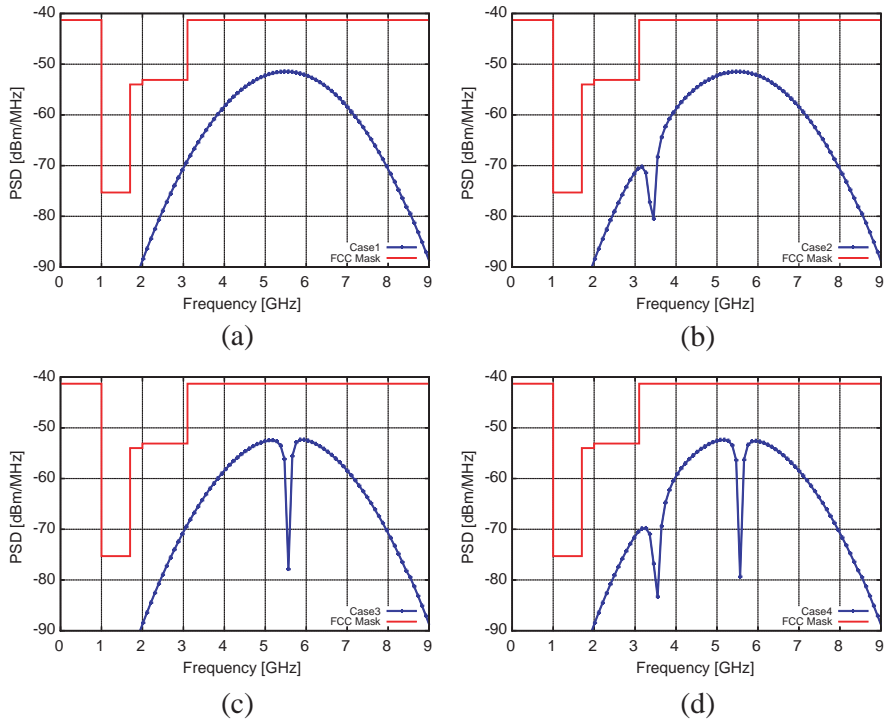 -40
-50
-60
-70
-80
-90
PSD [dBm/MHz]
Case1
FCC Mask
0 1 2 3 4 5 6 7 8 9
Frequency [GHz]
(a)
-40
-50
-60
-70
-80
-90
PSD [dBm/MHz]
Case2
FCC Mask
0 1 2 3 4 5 6 7 8 9
Frequency [GHz]
(b)
-40
-50
-60
-70
-80
-90
PSD [dBm/MHz]
Case3
FCC Mask
0 1 2 3 4 5 6 7 8 9
Frequency [GHz]
(c)
-40
-50
-60
-70
-80
-90
PSD [dBm/MHz]
Case4
FCC Mask
0 1 2 3 4 5 6 7 8 9
Frequency [GHz]
(d)